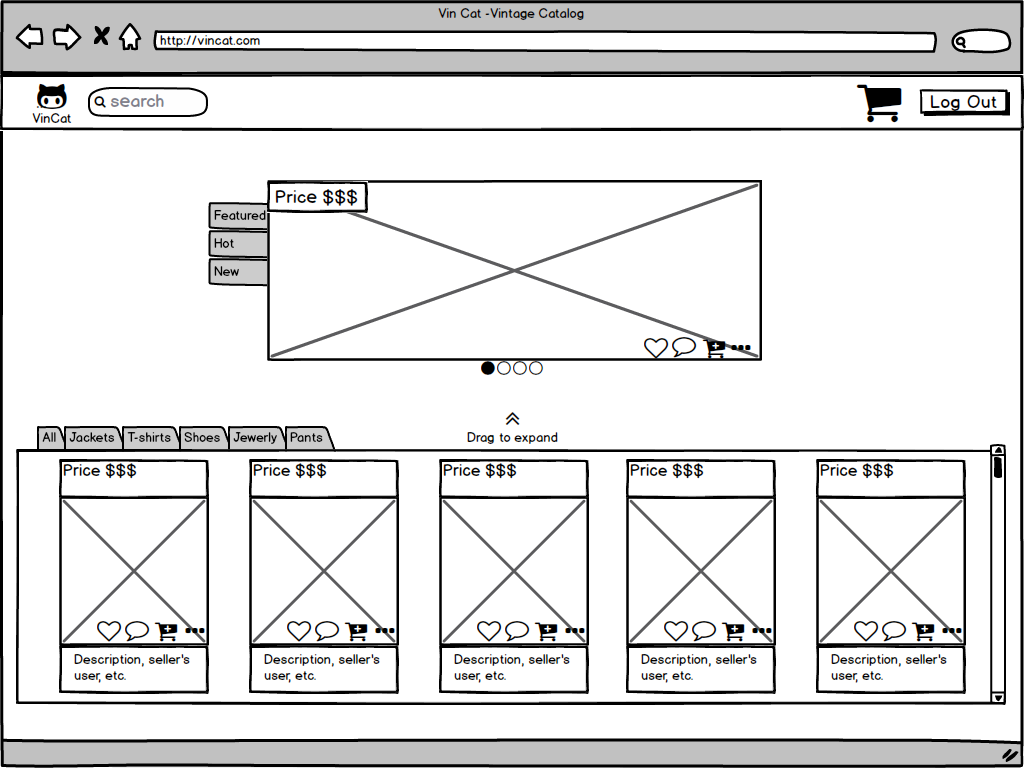 Vin Cat -Vintage Catalog
http://vincat.com
VinCat
search
Log Out
Price $$$
Featured
Hot
New
Drag to expand
All
Jackets
T-shirts
Shoes
Jewerly
Pants
Price $$$
Price $$$
Price $$$
Price $$$
Price $$$
Description, seller's
user, etc.
Description, seller's
user, etc.
Description, seller's
user, etc.
Description, seller's
user, etc.
Description, seller's
user, etc.